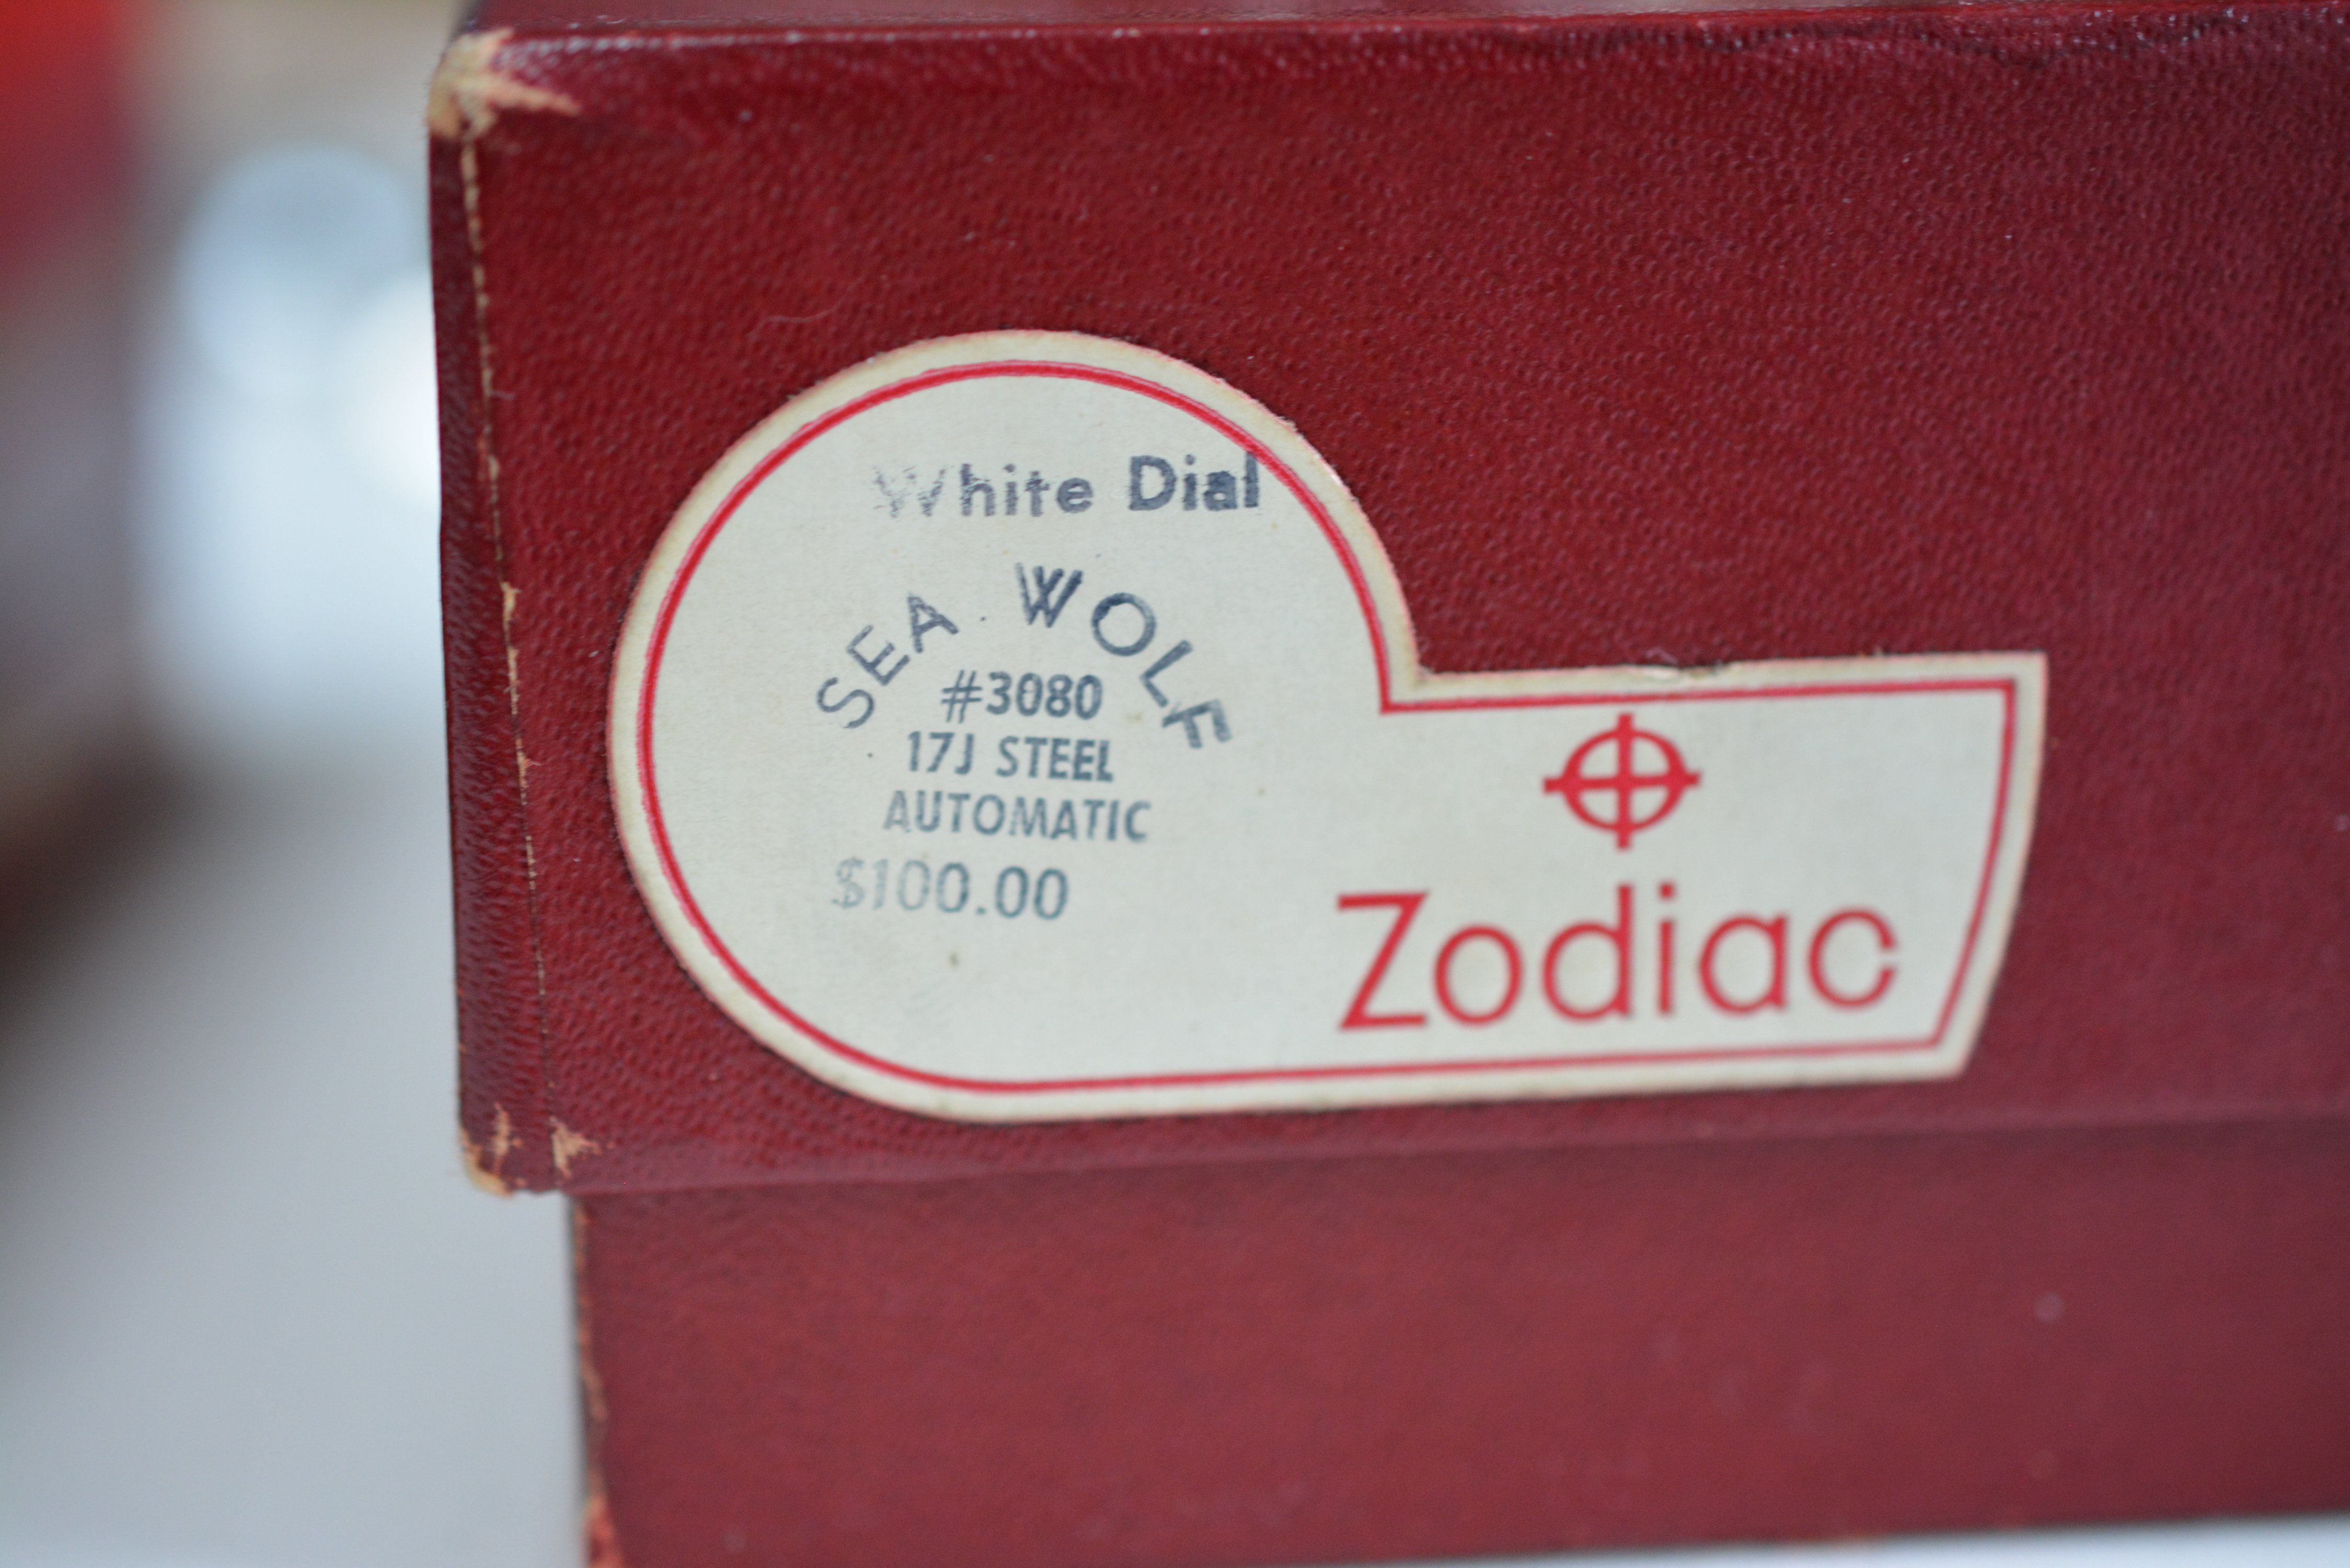 White Dial
SEA WOLF
#3080
17J STEEL
AUTOMATIC
$100.00
Zodiac